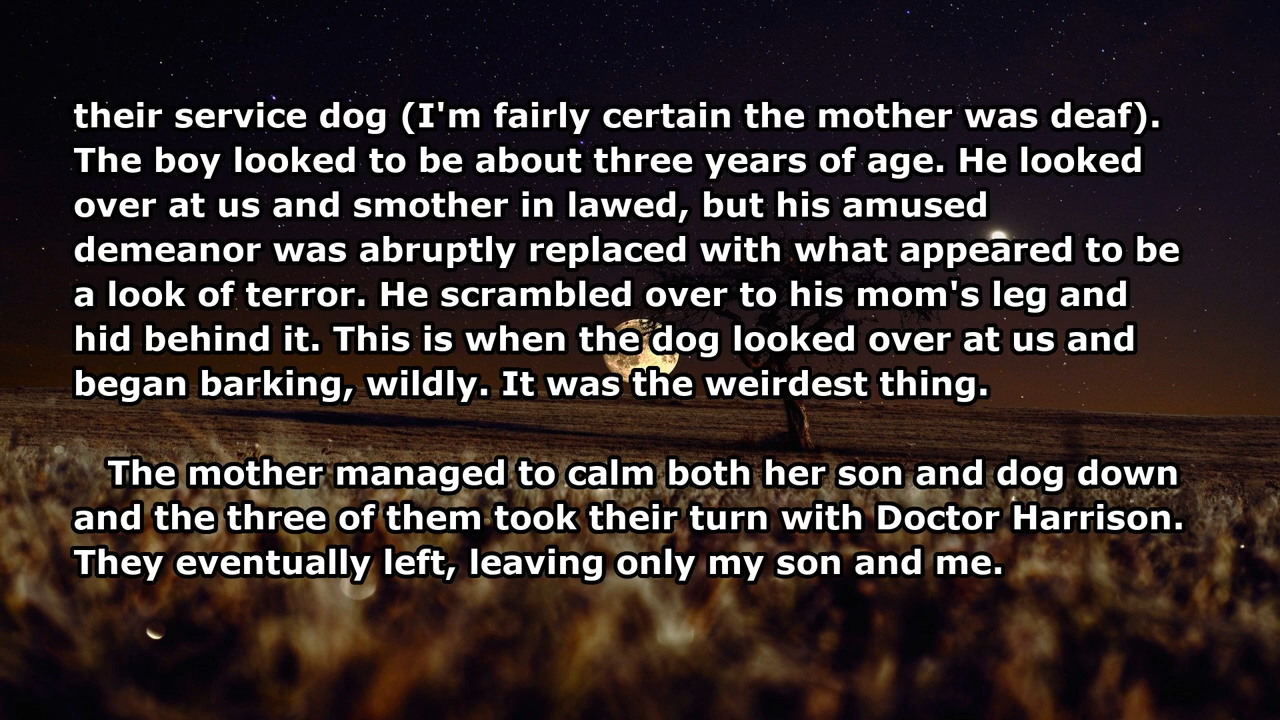 their service dog (I'm fairly certain the mother was deaf).
The boy looked to be about three years of age. He looked
over at us and smother in lawed, but his amused
demeanor was abruptly replaced with what appeared to be
a look of terror. He scrambled over to his mom's leg and
hid behind it. This is when the dog looked over at us and
began barking, wildly. It was the weirdest thing.
The mother managed to calm both her son and dog down
and the three of them took their turn with Doctor Harrison.
They eventually left, leaving only my son and me.